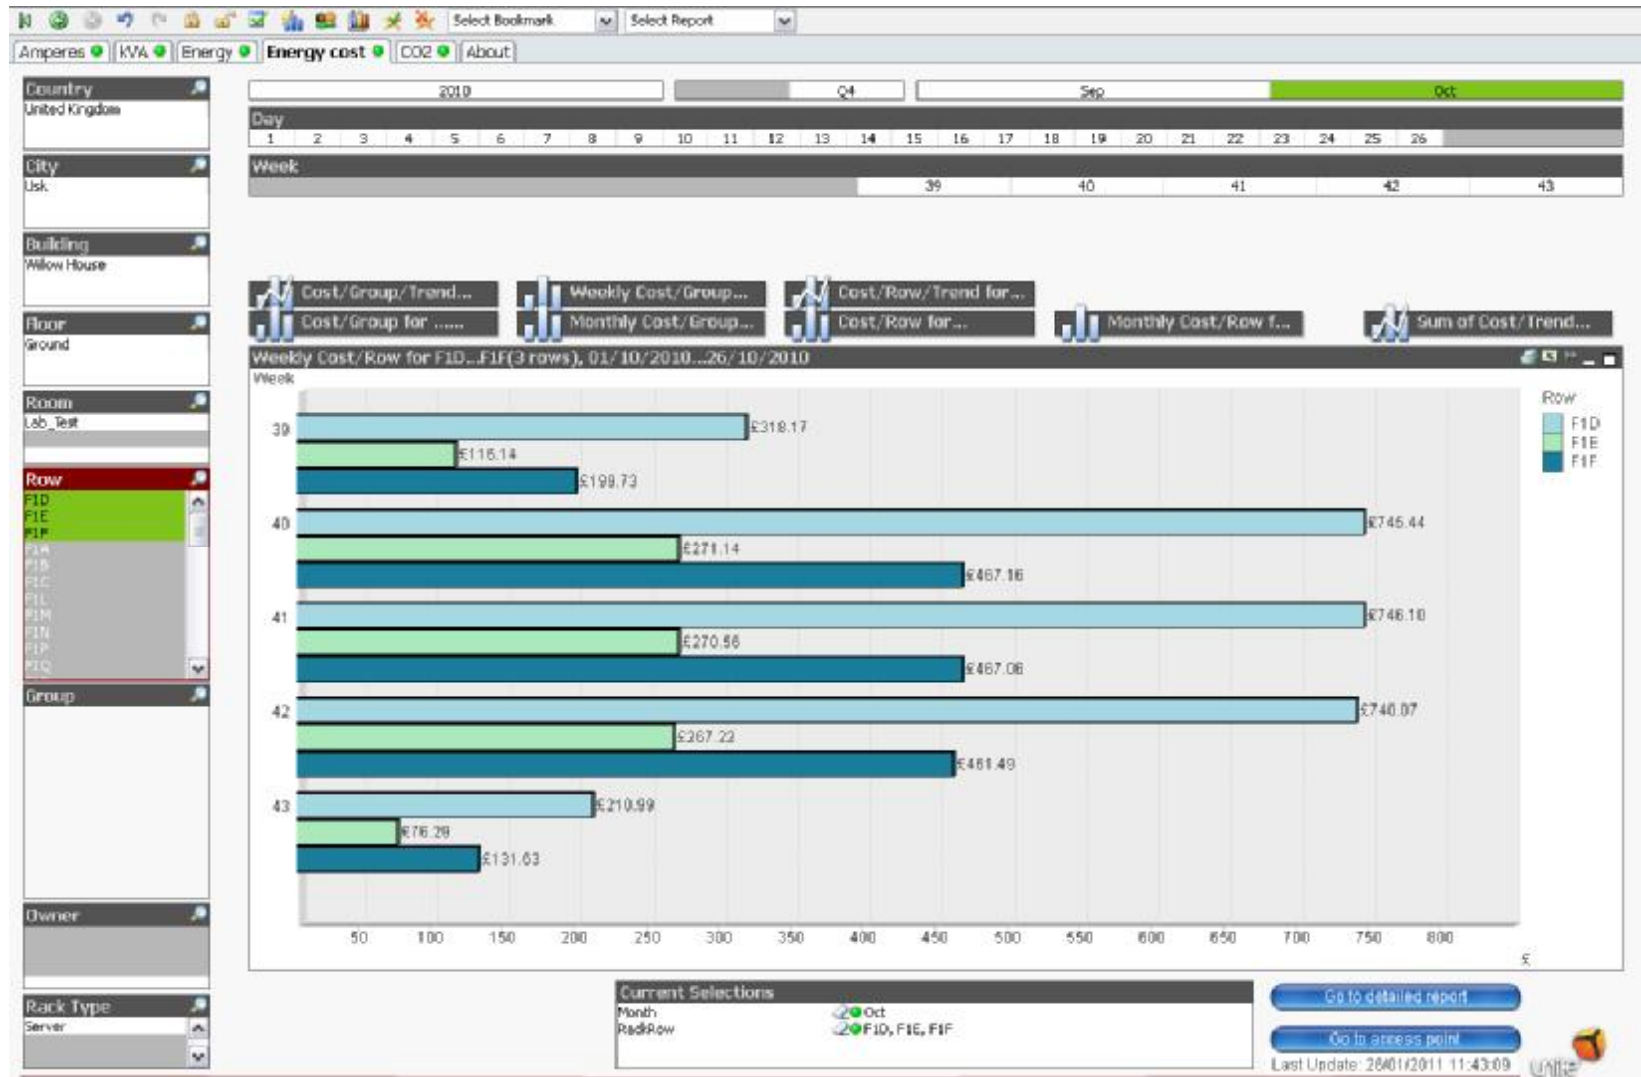 Select Bookmark Select Report
Amperes kVA Energy Energy cost CO2 About
Country
United Kingdom
City
Usk
Building
Willow House
Floor
Ground
Room
Lab_Test
Row
F1D
F1E
F1F
F1A
F1B
F1C
F1L
F1M
F1N
F1P
F1Q
Group
Owner
Rack Type
Server
2010 Q4 Sep Oct
Day
1 2 3 4 5 6 7 8 9 10 11 12 13 14 15 16 17 18 19 20 21 22 23 24 25 26
Week
39 40 41 42 43
Cost/Group/Trend... Weekly Cost/Group... Cost/Row/Trend for...
Cost/Group for ...... Monthly Cost/Group... Cost/Row for... Monthly Cost/Row f... Sum of Cost/Trend...
Weekly Cost/Row for F1D...F1F(3 rows), 01/10/2010...26/10/2010
Week
Row
F1D
F1E
F1F
39
£318.17
£116.14
£199.73
40
£745.44
£271.14
£467.16
41
£746.10
£270.56
£467.06
42
£740.07
£267.22
£461.49
43
£210.99
£76.29
£131.63
50 100 150 200 250 300 350 400 450 500 550 600 650 700 750 800
£
Current Selections
Month Oct
RackRow F1D, F1E, F1F
Go to detailed report
Go to access point
Last Update: 26/01/2011 11:43:09